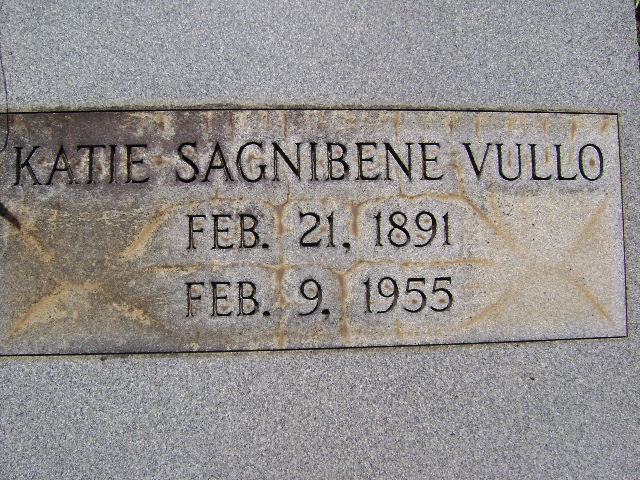 KATIE SAGNIBENE VULLO
FEB. 21, 1891
FEB. 9, 1955